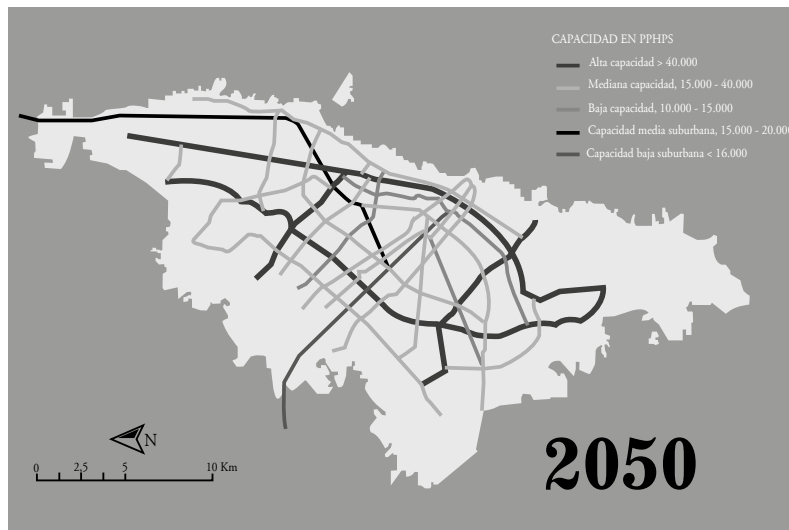 CAPACIDAD EN PPHPS
Alta capacidad > 40.000
Mediana capacidad, 15.000 - 40.000
Baja capacidad, 10.000 - 15.000
Capacidad media suburbana, 15.000 - 20.000
Capacidad baja suburbana < 16.000
N
0 2,5 5 10 Km
2050